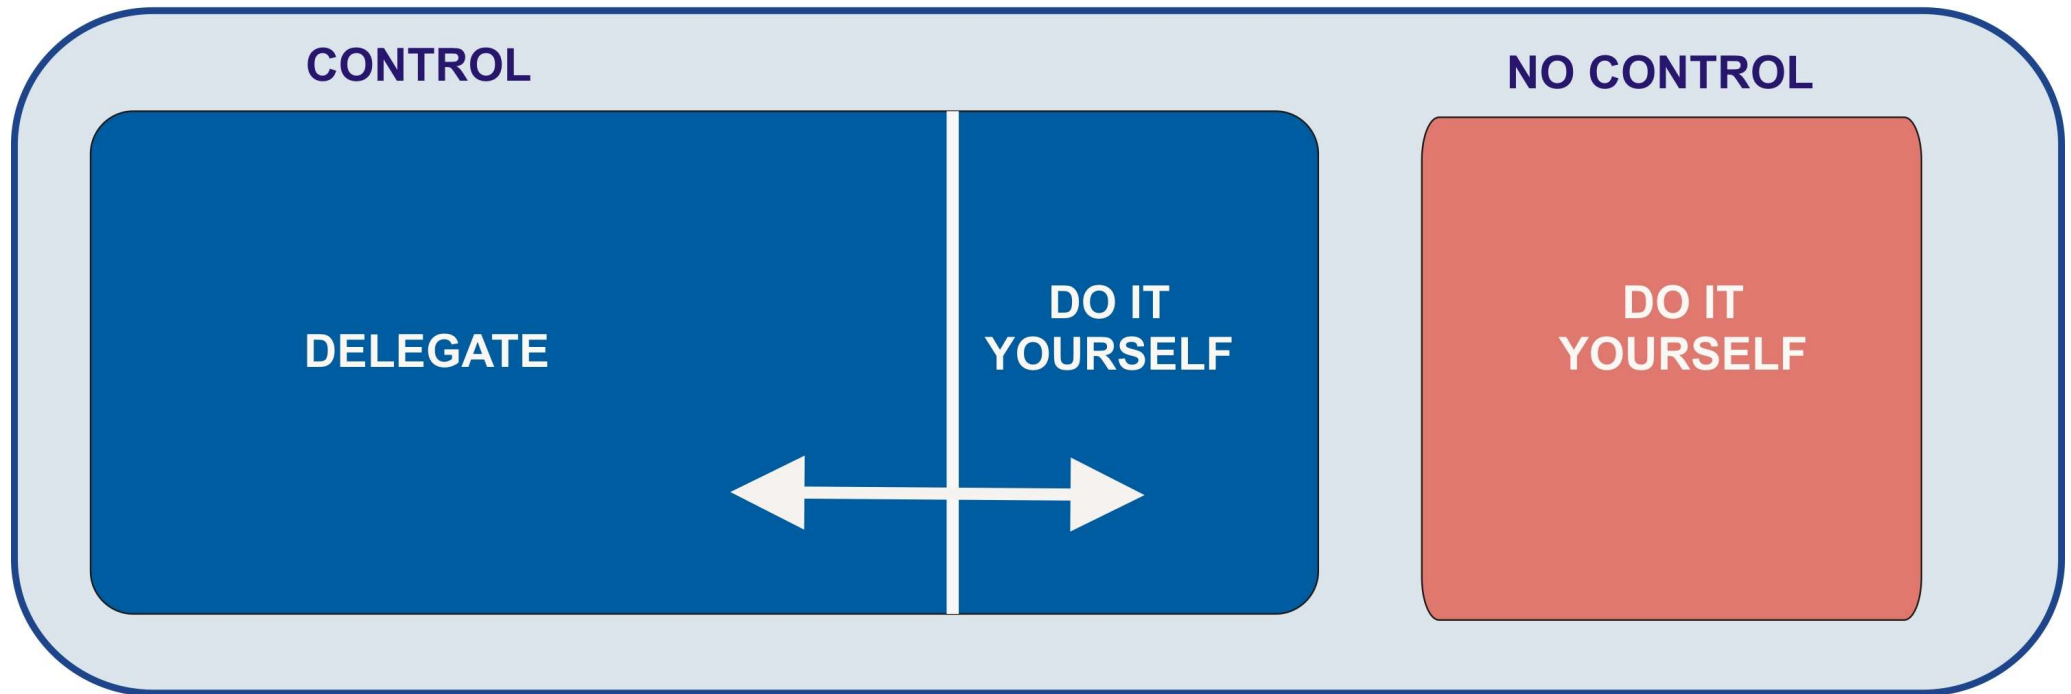 CONTROL
NO CONTROL
DELEGATE
DO IT
YOURSELF
DO IT
YOURSELF